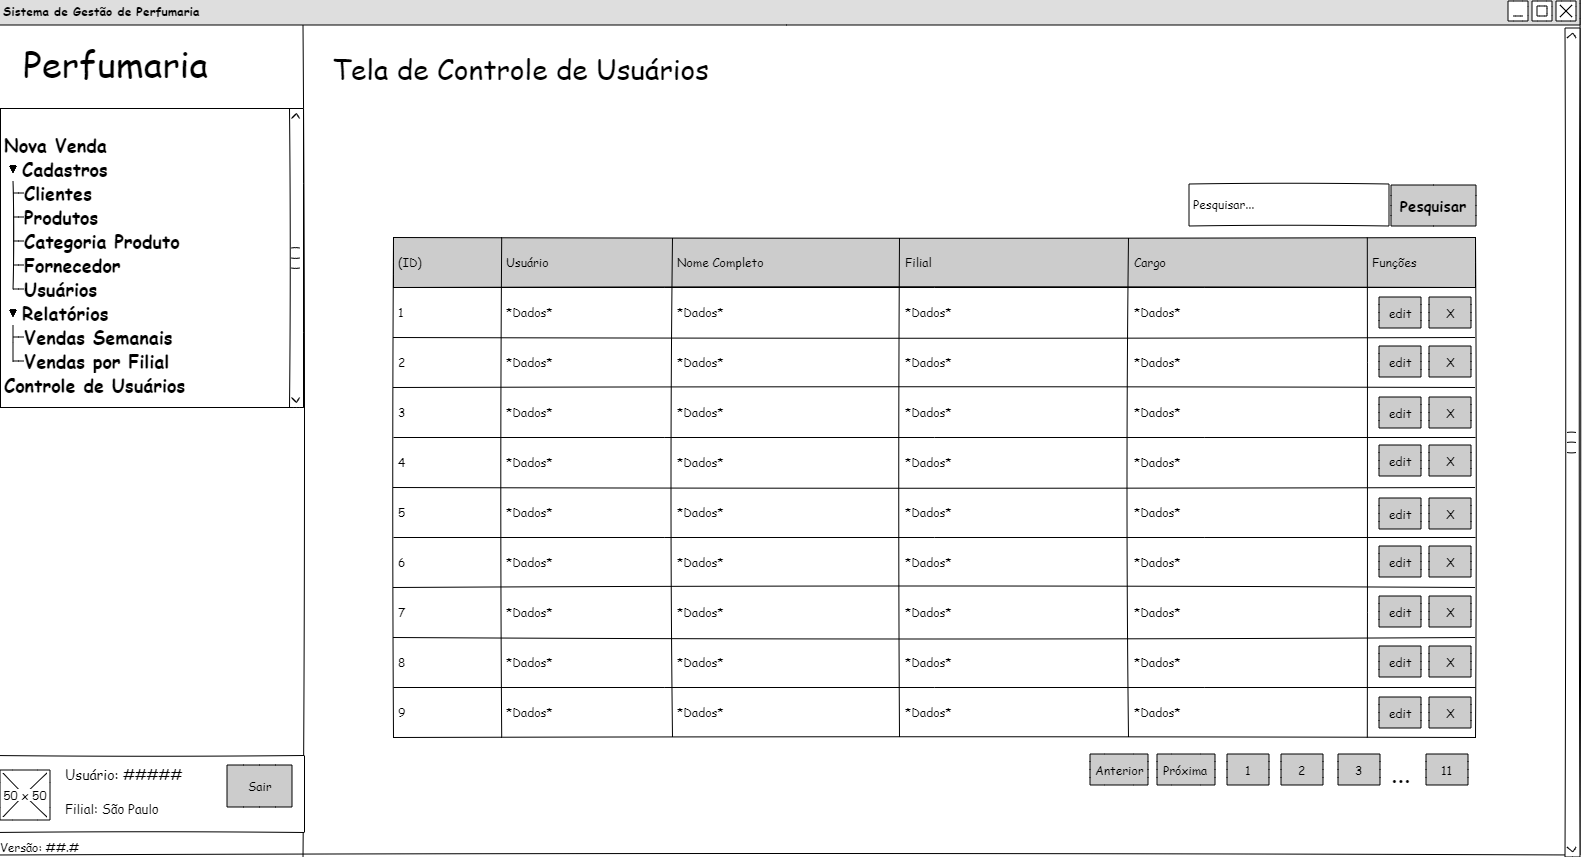 Sistema de Gestão de Perfumaria
Perfumaria
Nova Venda
Cadastros
Clientes
Produtos
Categoria Produto
Fornecedor
Usuários
Relatórios
Vendas Semanais
Vendas por Filial
Controle de Usuários
Usuário: #####
50 x 50
Filial: São Paulo
Sair
Versão: ##.#
Tela de Controle de Usuários
Pesquisar... Pesquisar
(ID) Usuário Nome Completo Filial Cargo Funções
1 *Dados* *Dados* *Dados* *Dados* edit X
2 *Dados* *Dados* *Dados* *Dados* edit X
3 *Dados* *Dados* *Dados* *Dados* edit X
4 *Dados* *Dados* *Dados* *Dados* edit X
5 *Dados* *Dados* *Dados* *Dados* edit X
6 *Dados* *Dados* *Dados* *Dados* edit X
7 *Dados* *Dados* *Dados* *Dados* edit X
8 *Dados* *Dados* *Dados* *Dados* edit X
9 *Dados* *Dados* *Dados* *Dados* edit X
Anterior Próxima 1 2 3 ... 11